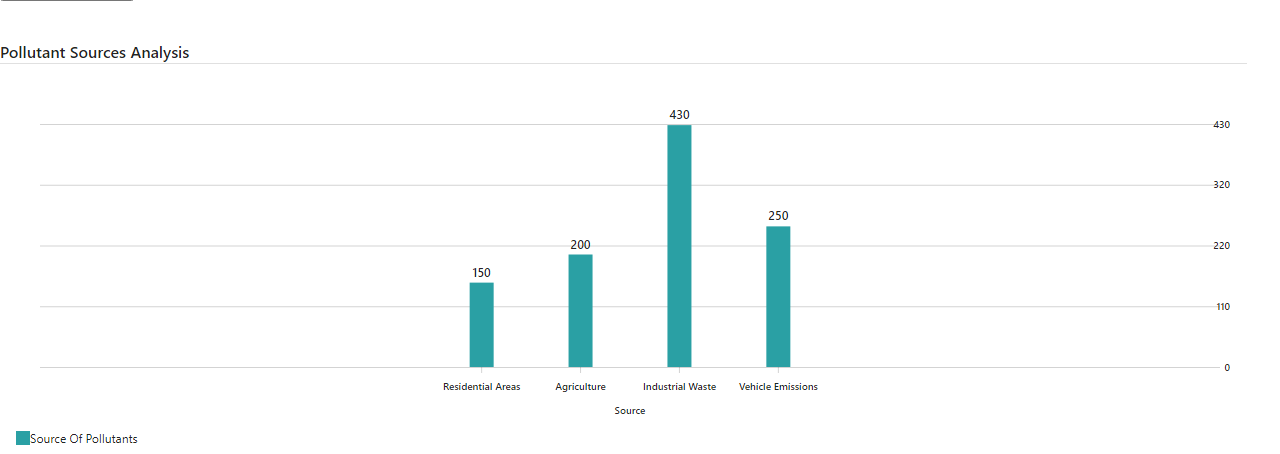 Pollutant Sources Analysis
430
430
320
250
200
220
150
110
0
Residential Areas Agriculture Industrial Waste Vehicle Emissions
Source
Source Of Pollutants